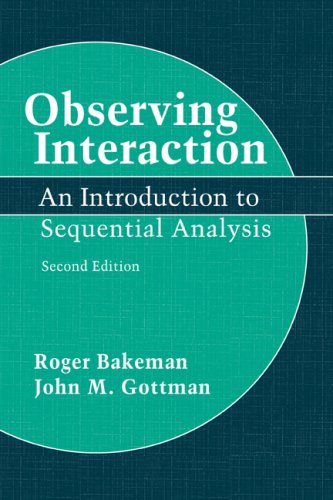 Observing
Interaction
An Introduction to
Sequential Analysis
Second Edition
Roger Bakeman
John M. Gottman